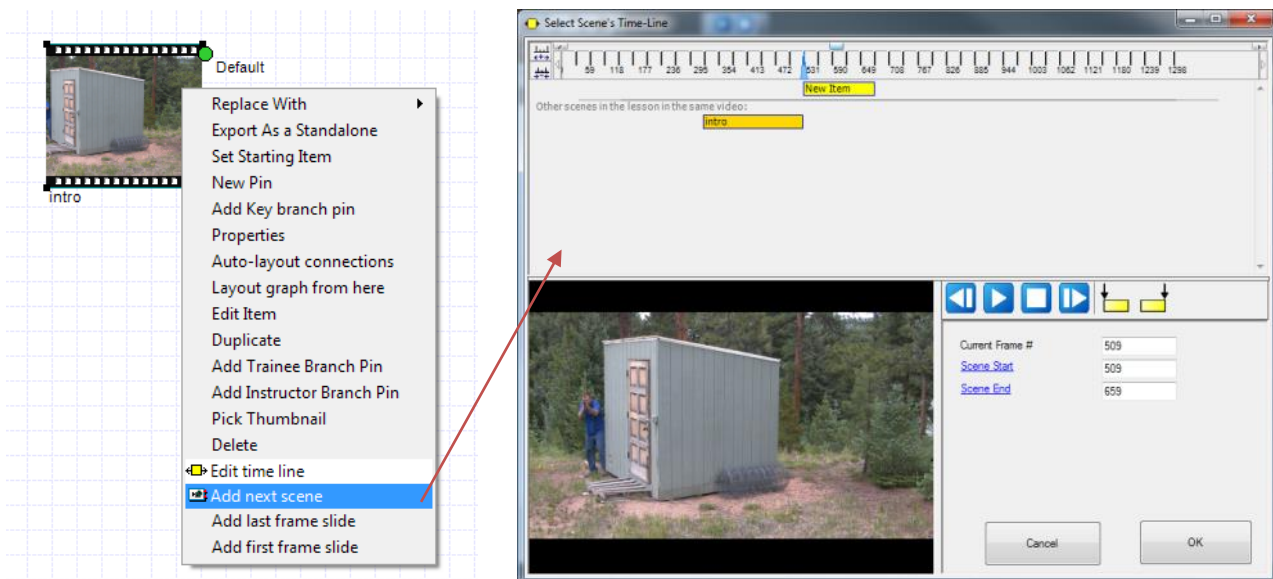 Default
intro
Replace With
Export As a Standalone
Set Starting Item
New Pin
Add Key branch pin
Properties
Auto-layout connections
Layout graph from here
Edit Item
Duplicate
Add Trainee Branch Pin
Add Instructor Branch Pin
Pick Thumbnail
Delete
Edit time line
Add next scene
Add last frame slide
Add first frame slide
Select Scene's Time-Line
59 118 177 236 295 354 413 472 531 590 649 708 767 826 885 944 1003 1062 1121 1180 1239 1298
New Item
Other scenes in the lesson in the same video:
intro
Current Frame # 509
Scene Start 509
Scene End 659
Cancel OK